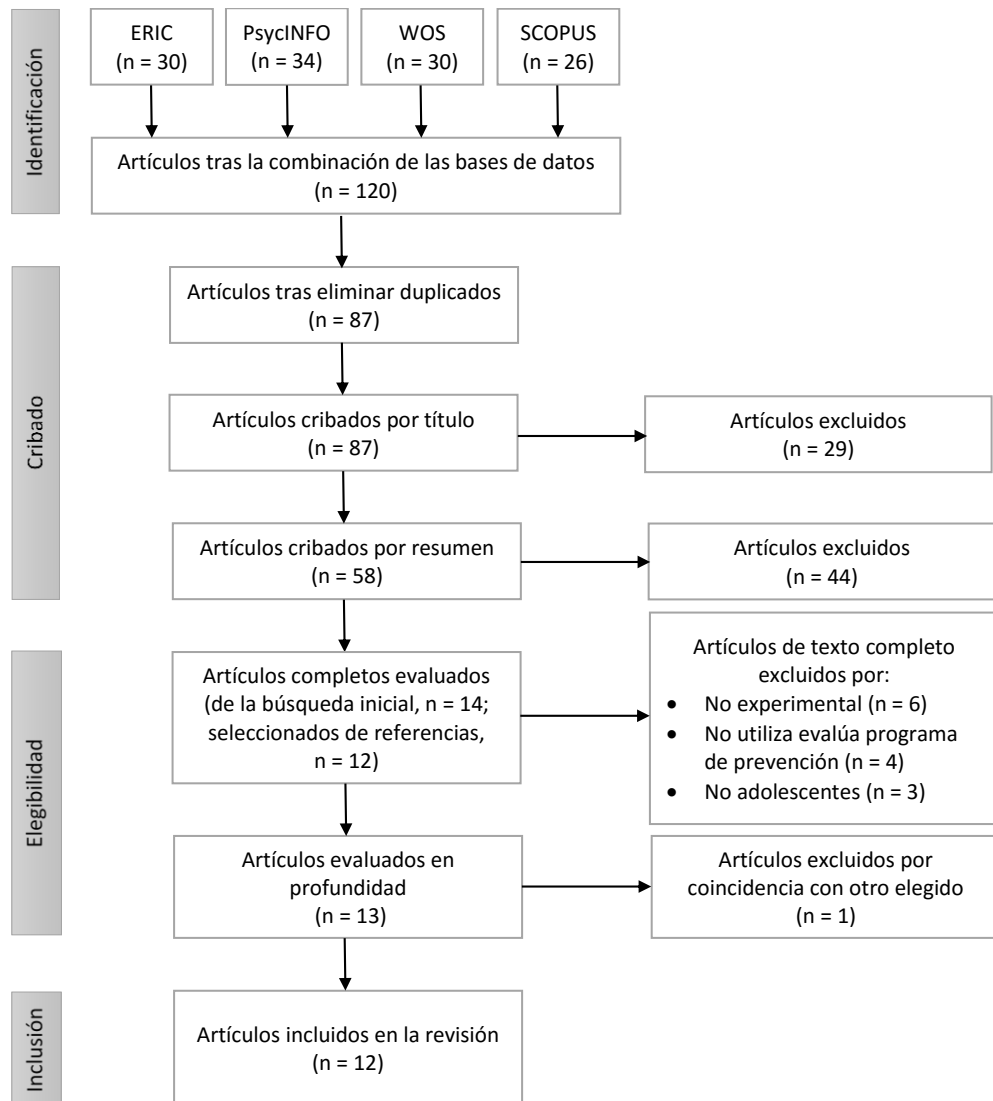 Identificación
ERIC
(n = 30)
PsycINFO
(n = 34)
WOS
(n = 30)
SCOPUS
(n = 26)
Artículos tras la combinación de las bases de datos
(n = 120)
Cribado
Artículos tras eliminar duplicados
(n = 87)
Artículos cribados por título
(n = 87)
Artículos excluidos
(n = 29)
Artículos cribados por resumen
(n = 58)
Artículos excluidos
(n = 44)
Elegibilidad
Artículos completos evaluados
(de la búsqueda inicial, n = 14;
seleccionados de referencias,
n = 12)
Artículos de texto completo
excluidos por:
• No experimental (n = 6)
• No utiliza evalúa programa
de prevención (n = 4)
• No adolescentes (n = 3)
Artículos evaluados en
profundidad
(n = 13)
Artículos excluidos por
coincidencia con otro elegido
(n = 1)
Inclusión
Artículos incluidos en la revisión
(n = 12)